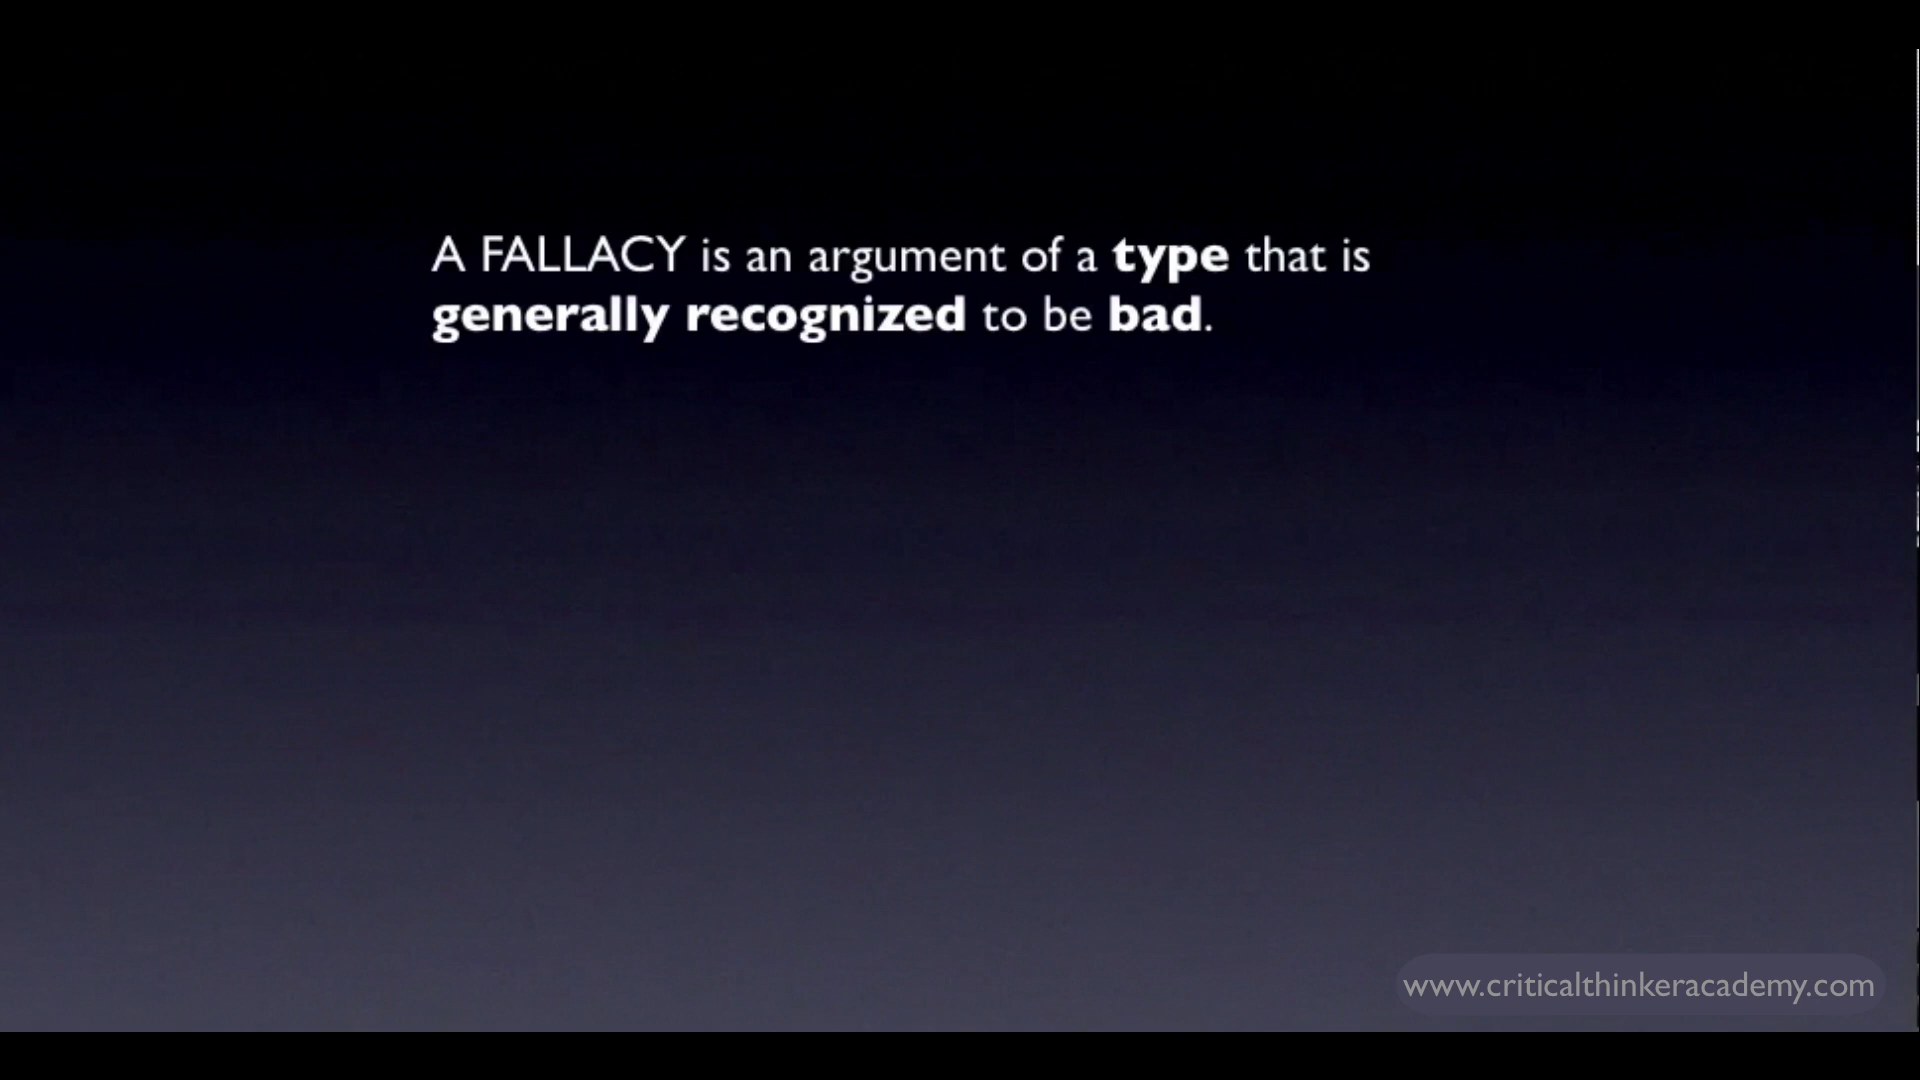 A FALLACY is an argument of a type that is
generally recognized to be bad.
www.criticalthinkeracademy.com